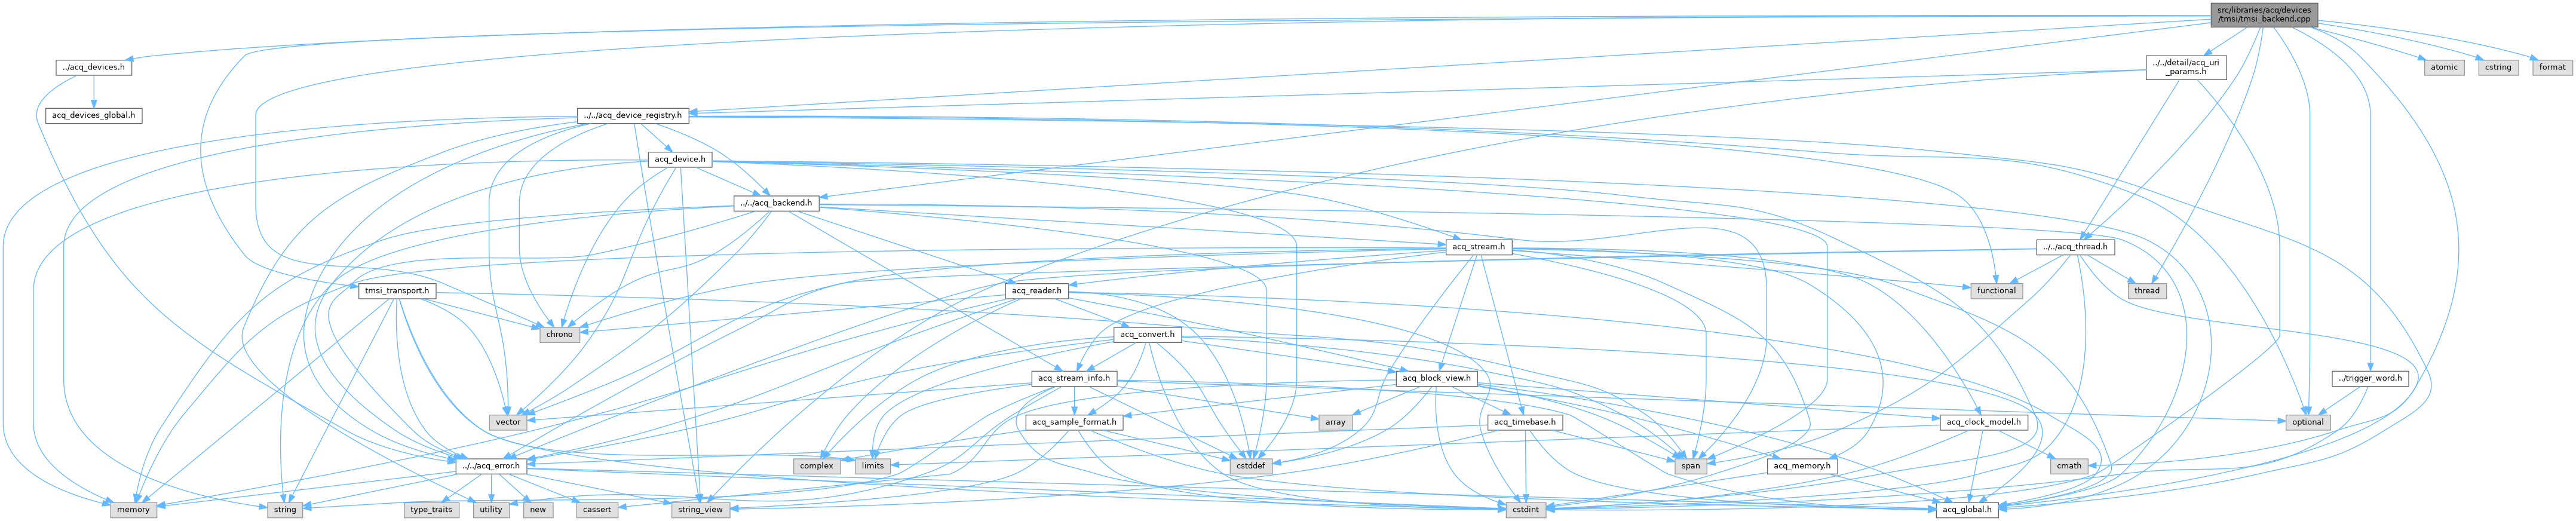 src/libraries/acq/devices
/tmsi/tmsi_backend.cpp
../acq_devices.h
../../detail/acq_uri
_params.h
atomic
cstring
format
acq_devices_global.h
../../acq_device_registry.h
acq_device.h
../../acq_backend.h
acq_stream.h
../../acq_thread.h
tmsi_transport.h
acq_reader.h
functional
thread
chrono
acq_convert.h
acq_stream_info.h
acq_block_view.h
../trigger_word.h
vector
acq_sample_format.h
array
acq_timebase.h
acq_clock_model.h
optional
../../acq_error.h
complex
limits
cstddef
span
acq_memory.h
cmath
memory
string
type_traits
utility
new
cassert
string_view
cstdint
acq_global.h